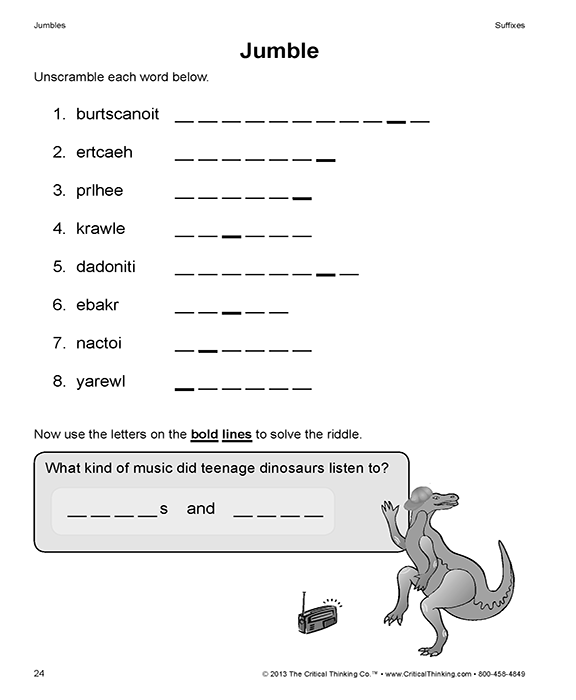 Jumbles Suffixes
Jumble
Unscramble each word below.
1. burtscanoit _ _ _ _ _ _ _ _ _ _ _
2. ertcaeh _ _ _ _ _ _ _
3. prlhee _ _ _ _ _ _
4. krawle _ _ _ _ _ _
5. dadoniti _ _ _ _ _ _ _ _
6. ebakr _ _ _ _ _
7. nactoi _ _ _ _ _ _
8. yarewl _ _ _ _ _ _
Now use the letters on the bold lines to solve the riddle.
What kind of music did teenage dinosaurs listen to?
_ _ _ _ s and _ _ _ _
24 © 2013 The Critical Thinking Co.™ • www.CriticalThinking.com • 800-458-4849